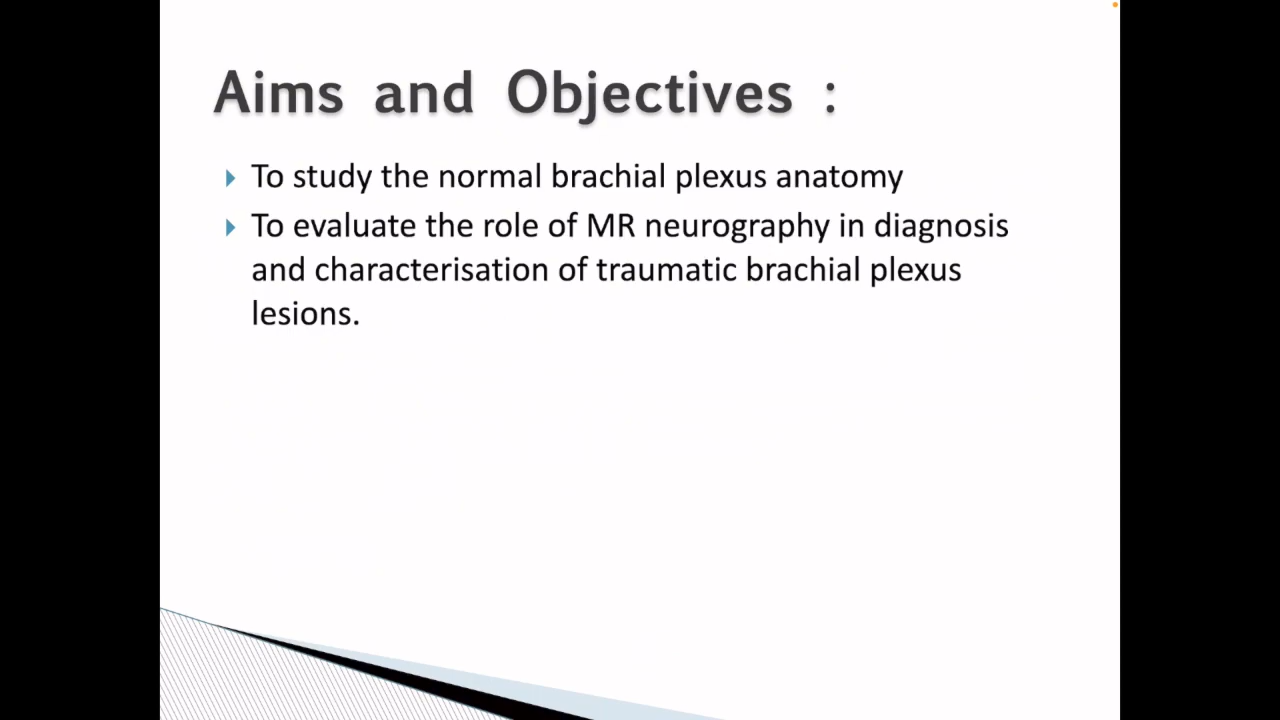 Aims and Objectives :
To study the normal brachial plexus anatomy
To evaluate the role of MR neurography in diagnosis
and characterisation of traumatic brachial plexus
lesions.